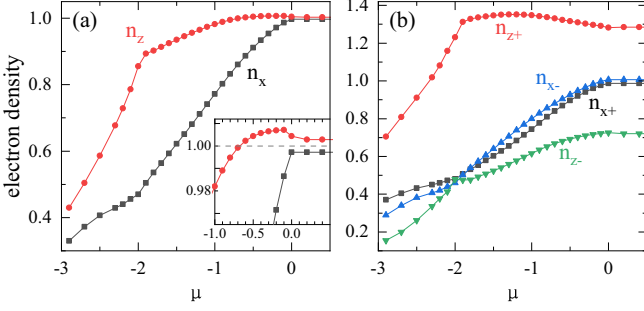 (a)
n_z
n_x
electron density
1.0
0.8
0.6
0.4
1.00
0.98
-1.0
-0.5
0.0
-3
-2
-1
0
μ
(b)
n_z+
n_x-
n_x+
n_z-
1.4
1.2
1.0
0.8
0.6
0.4
0.2
-3
-2
-1
0
μ